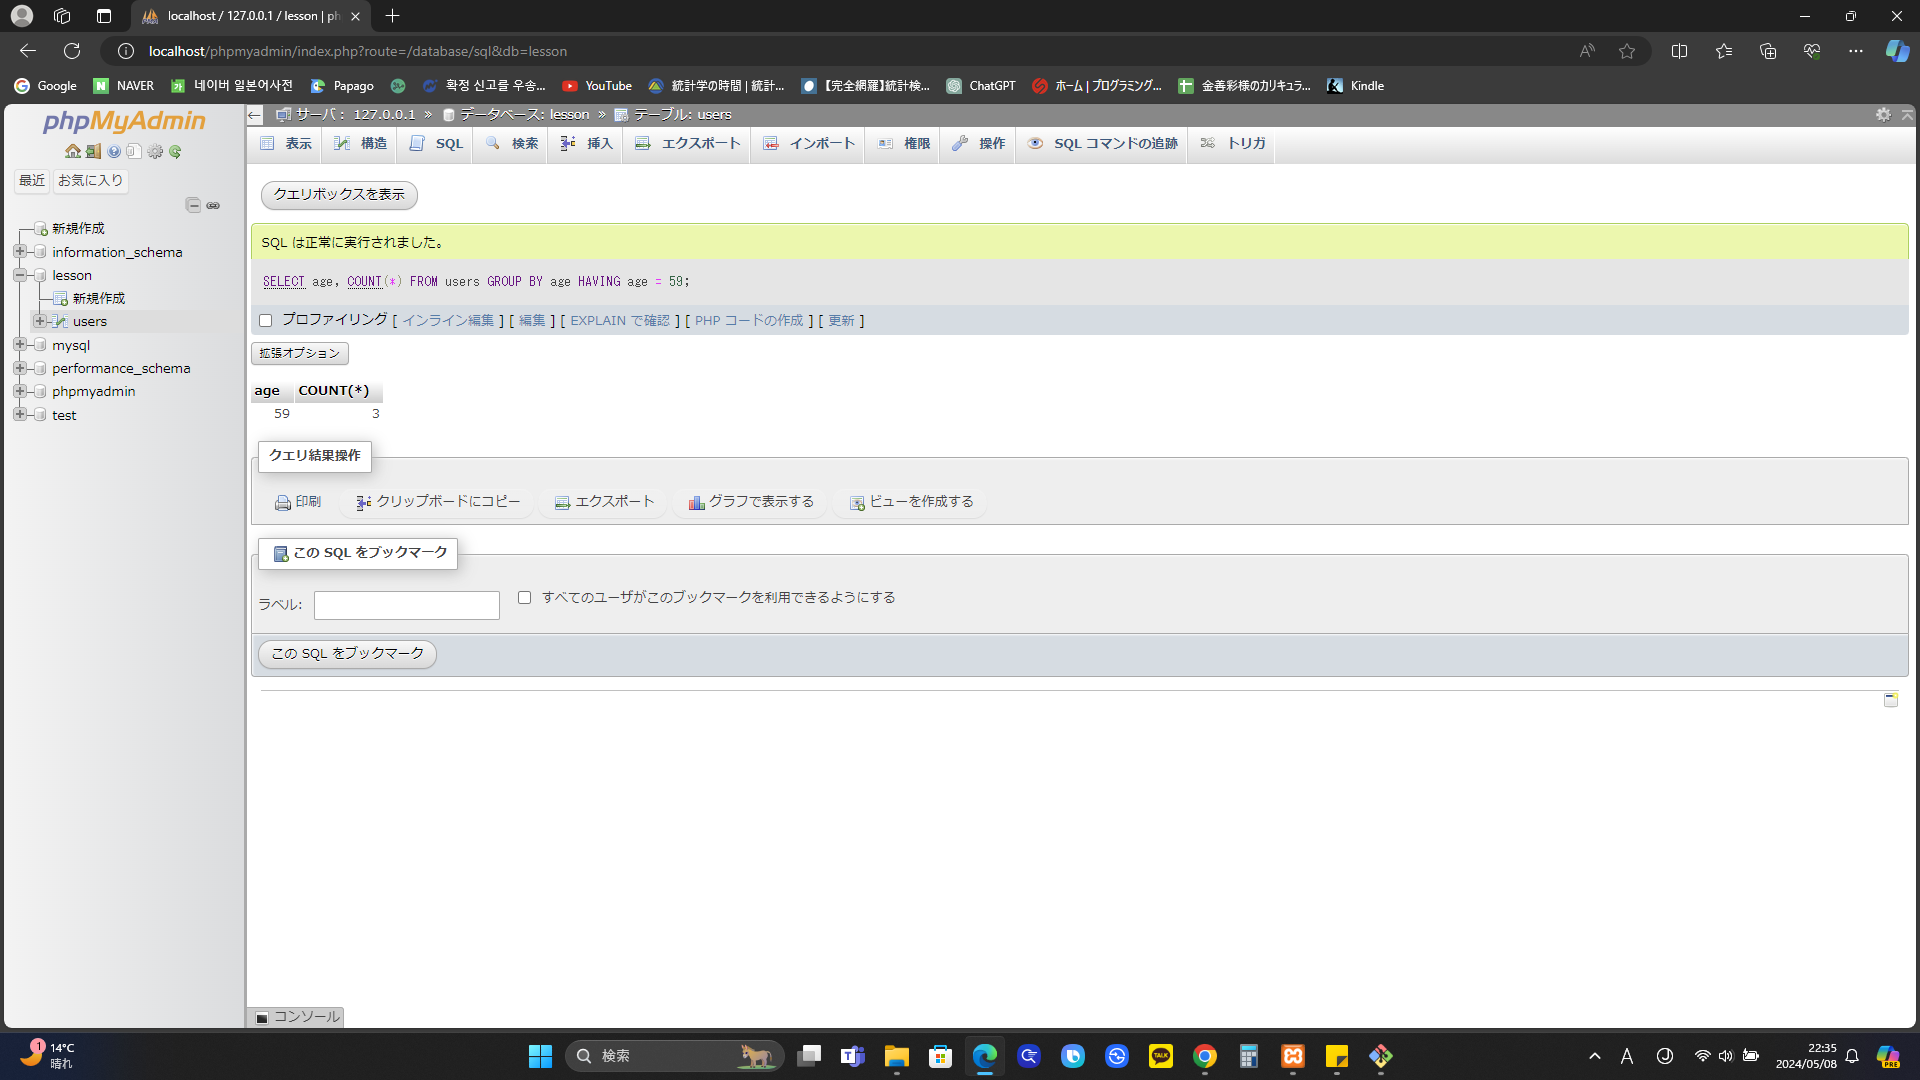 localhost / 127.0.0.1 / lesson | ph
localhost/phpmyadmin/index.php?route=/database/sql&db=lesson
Google NAVER 네이버 일본어사전 Papago 확정 신고를 우송... YouTube 統計学の時間 | 統計... 【完全網羅】統計検... ChatGPT ホーム | プログラミング... 金善彩様のカリキュラ... Kindle
phpMyAdmin
最近 お気に入り
新規作成
information_schema
lesson
新規作成
users
mysql
performance_schema
phpmyadmin
test
サーバ: 127.0.0.1 » データベース: lesson » テーブル: users
表示 構造 SQL 検索 挿入 エクスポート インポート 権限 操作 SQL コマンドの追跡 トリガ
クエリボックスを表示
SQL は正常に実行されました。
SELECT age, COUNT(*) FROM users GROUP BY age HAVING age = 59;
プロファイリング [ インライン編集 ] [ 編集 ] [ EXPLAIN で確認 ] [ PHP コードの作成 ] [ 更新 ]
拡張オプション
age COUNT(*)
59 3
クエリ結果操作
印刷 クリップボードにコピー エクスポート グラフで表示する ビューを作成する
この SQL をブックマーク
ラベル: すべてのユーザがこのブックマークを利用できるようにする
この SQL をブックマーク
コンソール
1 14°C
晴れ
検索
TALK
A
22:35
2024/05/08
PRE